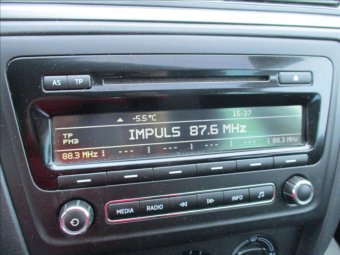 AS TP
-5.5°C 15:37
TP
FM3
IMPULS 87.6 MHz
88.3 MHz 88.3 MHz
MEDIA RADIO INFO